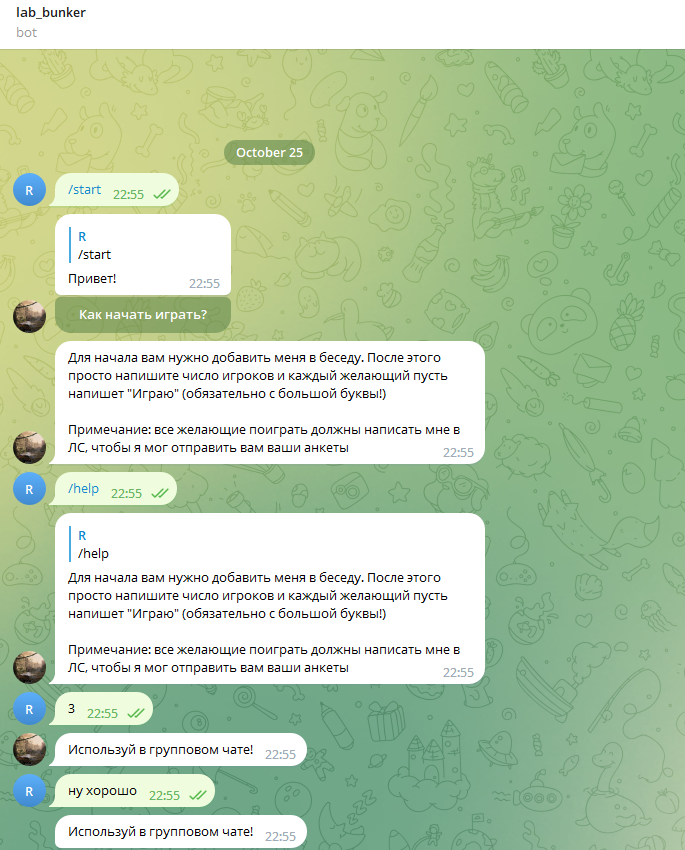 lab_bunker
bot
October 25
R
/start 22:55
R
/start
Привет! 22:55
Как начать играть?
Для начала вам нужно добавить меня в беседу. После этого
просто напишите число игроков и каждый желающий пусть
напишет "Играю" (обязательно с большой буквы!)
Примечание: все желающие поиграть должны написать мне в
ЛС, чтобы я мог отправить вам ваши анкеты 22:55
R
/help 22:55
R
/help
Для начала вам нужно добавить меня в беседу. После этого
просто напишите число игроков и каждый желающий пусть
напишет "Играю" (обязательно с большой буквы!)
Примечание: все желающие поиграть должны написать мне в
ЛС, чтобы я мог отправить вам ваши анкеты 22:55
R
3 22:55
Используй в групповом чате! 22:55
R
ну хорошо 22:55
Используй в групповом чате! 22:55